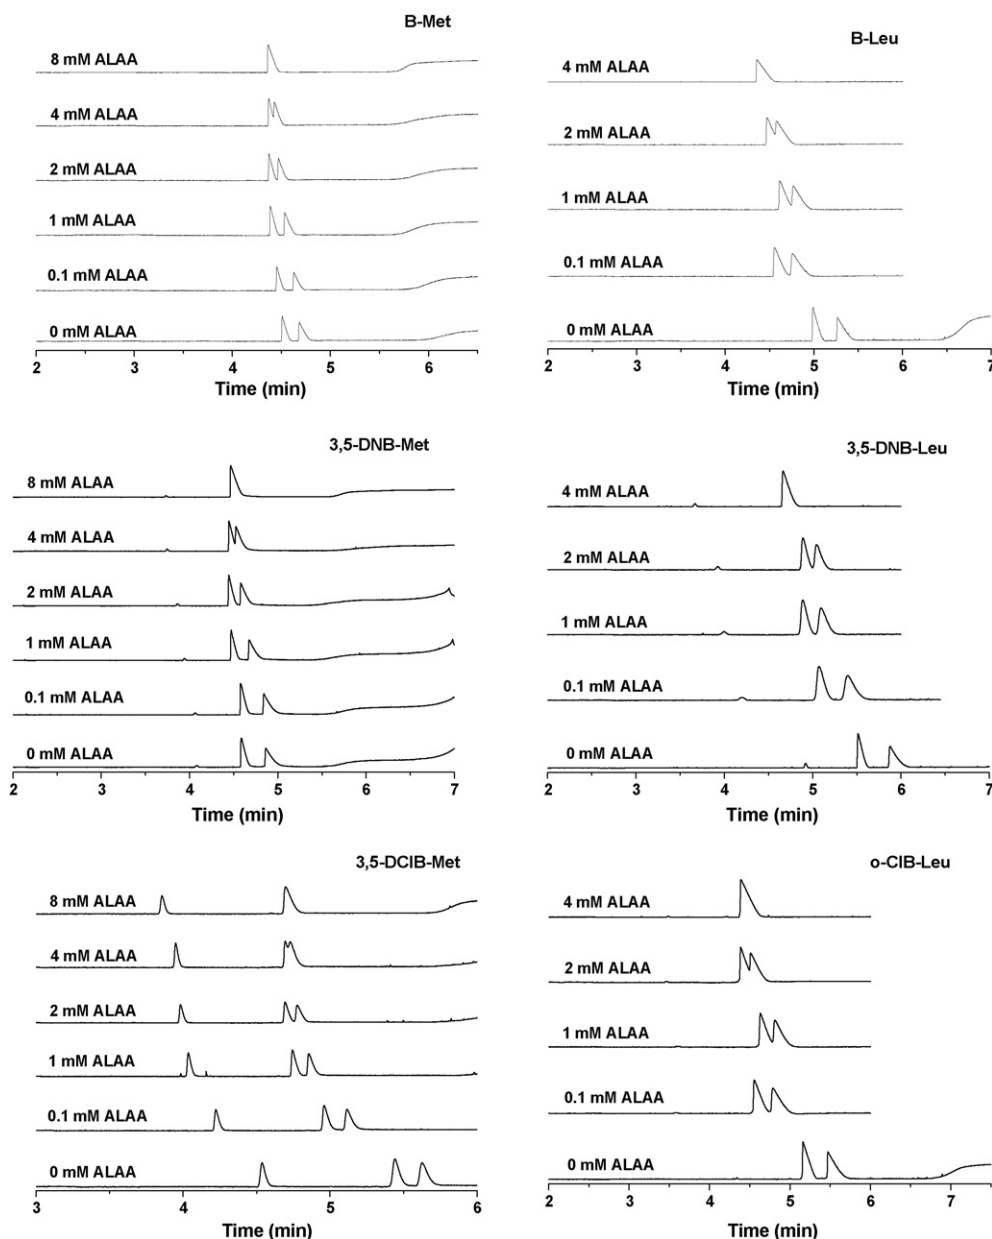 B-Met
8 mM ALAA
4 mM ALAA
2 mM ALAA
1 mM ALAA
0.1 mM ALAA
0 mM ALAA
2 3 4 5 6
Time (min)
B-Leu
4 mM ALAA
2 mM ALAA
1 mM ALAA
0.1 mM ALAA
0 mM ALAA
2 3 4 5 6 7
Time (min)
3,5-DNB-Met
8 mM ALAA
4 mM ALAA
2 mM ALAA
1 mM ALAA
0.1 mM ALAA
0 mM ALAA
2 3 4 5 6 7
Time (min)
3,5-DNB-Leu
4 mM ALAA
2 mM ALAA
1 mM ALAA
0.1 mM ALAA
0 mM ALAA
2 3 4 5 6 7
Time (min)
3,5-DClB-Met
8 mM ALAA
4 mM ALAA
2 mM ALAA
1 mM ALAA
0.1 mM ALAA
0 mM ALAA
3 4 5 6
Time (min)
o-ClB-Leu
4 mM ALAA
2 mM ALAA
1 mM ALAA
0.1 mM ALAA
0 mM ALAA
2 3 4 5 6 7
Time (min)